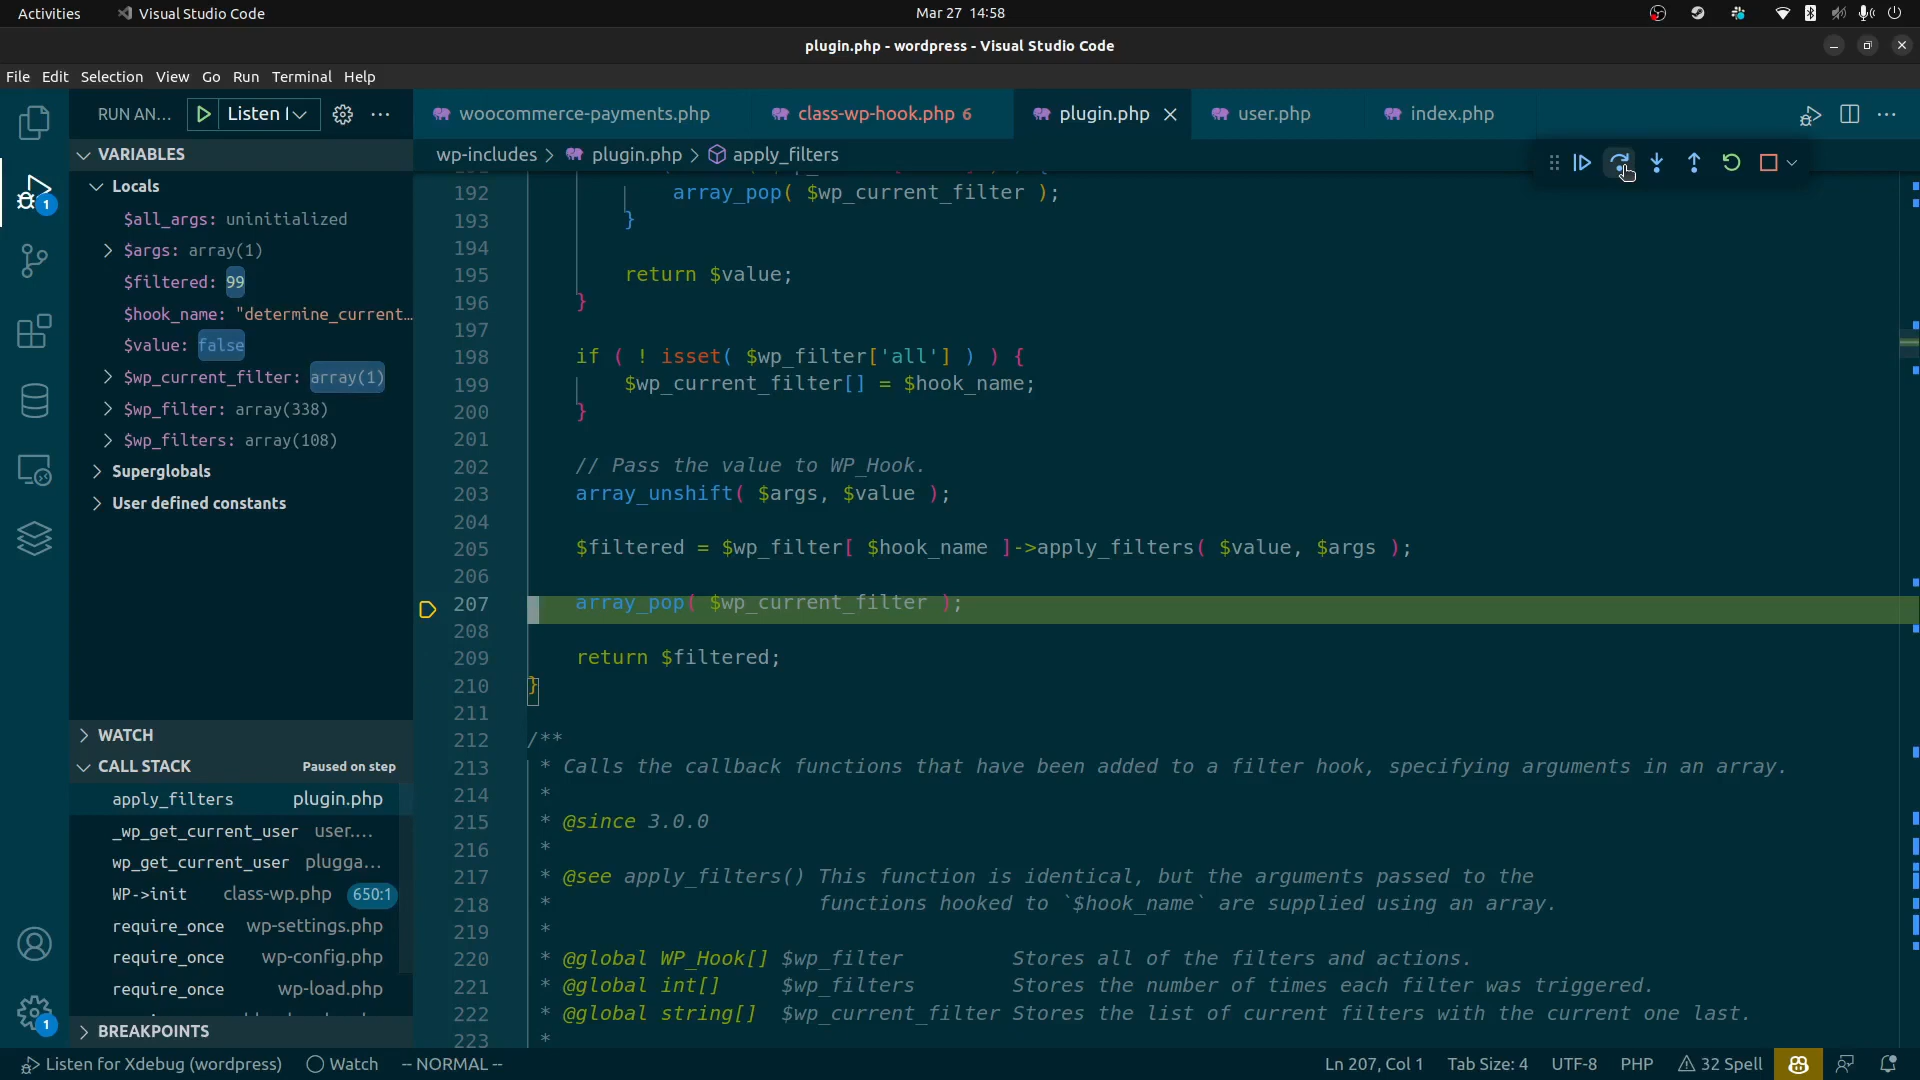 Activities Visual Studio Code Mar 27 14:58
plugin.php - wordpress - Visual Studio Code
File Edit Selection View Go Run Terminal Help
RUN AN... Listen ···
woocommerce-payments.php class-wp-hook.php 6 plugin.php user.php index.php ···
wp-includes > plugin.php > apply_filters
VARIABLES
Locals
$all_args: uninitialized
$args: array(1)
$filtered: 99
$hook_name: "determine_current…
$value: false
$wp_current_filter: array(1)
$wp_filter: array(338)
$wp_filters: array(108)
Superglobals
User defined constants
WATCH
CALL STACK Paused on step
apply_filters plugin.php
_wp_get_current_user user....
wp_get_current_user plugga...
WP->init class-wp.php 650:1
require_once wp-settings.php
require_once wp-config.php
require_once wp-load.php
BREAKPOINTS
192 array_pop( $wp_current_filter );
193 }
194
195 return $value;
196 }
197
198 if ( ! isset( $wp_filter['all'] ) ) {
199 $wp_current_filter[] = $hook_name;
200 }
201
202 // Pass the value to WP_Hook.
203 array_unshift( $args, $value );
204
205 $filtered = $wp_filter[ $hook_name ]->apply_filters( $value, $args );
206
207 array_pop( $wp_current_filter );
208
209 return $filtered;
210 }
211
212 /**
213 * Calls the callback functions that have been added to a filter hook, specifying arguments in an array.
214 *
215 * @since 3.0.0
216 *
217 * @see apply_filters() This function is identical, but the arguments passed to the
218 * functions hooked to `$hook_name` are supplied using an array.
219 *
220 * @global WP_Hook[] $wp_filter Stores all of the filters and actions.
221 * @global int[] $wp_filters Stores the number of times each filter was triggered.
222 * @global string[] $wp_current_filter Stores the list of current filters with the current one last.
223 *
1
1
Listen for Xdebug (wordpress) Watch -- NORMAL -- Ln 207, Col 1 Tab Size: 4 UTF-8 PHP 32 Spell